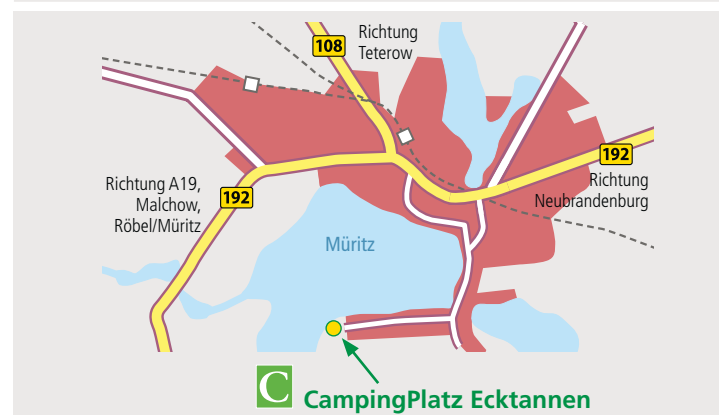 108
Richtung
Teterow
192
Richtung
Neubrandenburg
Richtung A19,
Malchow,
Röbel/Müritz
192
Müritz
C CampingPlatz Ecktannen